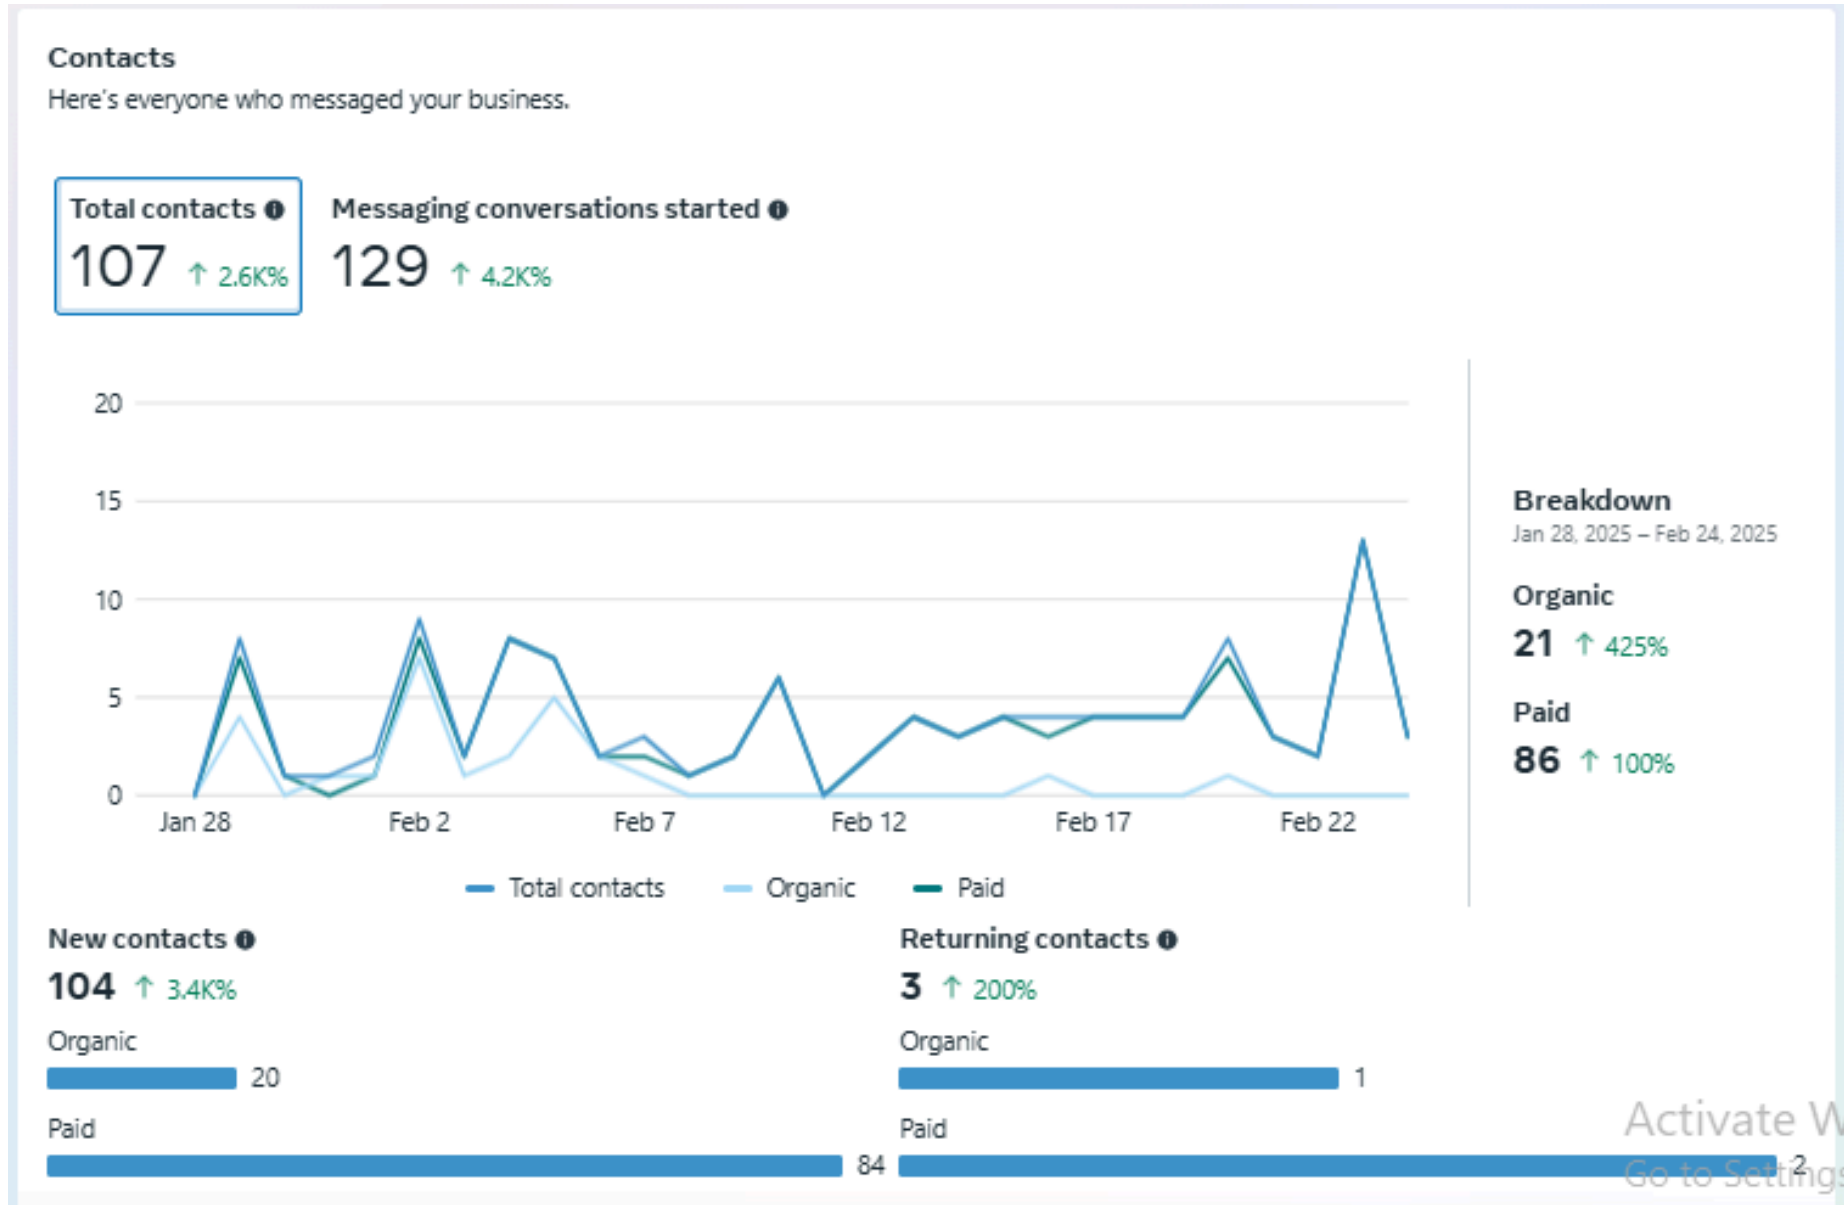 Contacts
Here's everyone who messaged your business.
Total contacts
107 ↑ 2.6K%
Messaging conversations started
129 ↑ 4.2K%
20
15
10
5
0
Jan 28
Feb 2
Feb 7
Feb 12
Feb 17
Feb 22
Total contacts
Organic
Paid
Breakdown
Jan 28, 2025 – Feb 24, 2025
Organic
21 ↑ 425%
Paid
86 ↑ 100%
New contacts
104 ↑ 3.4K%
Organic
20
Paid
84
Returning contacts
3 ↑ 200%
Organic
1
Paid
2
Activate W
Go to Settings